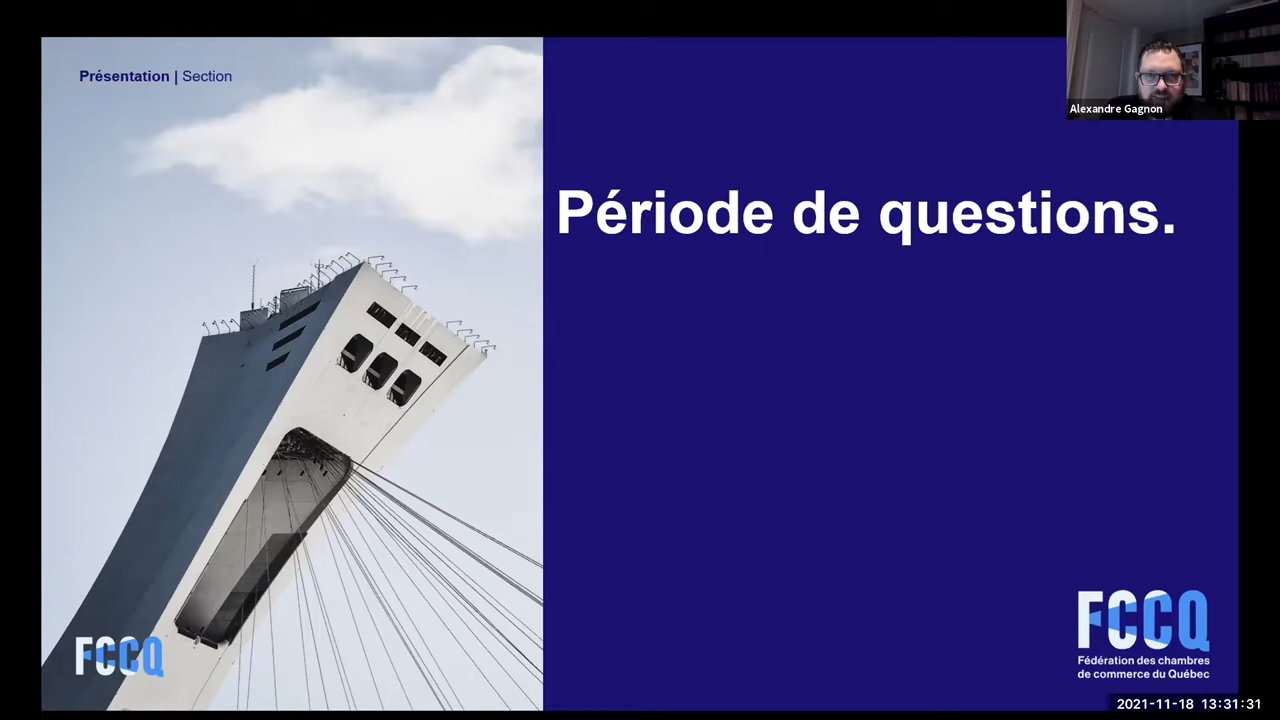 Présentation | Section
Alexandre Gagnon
Période de questions.
FCCQ
FCCQ
Fédération des chambres
de commerce du Québec
2021-11-18 13:31:31